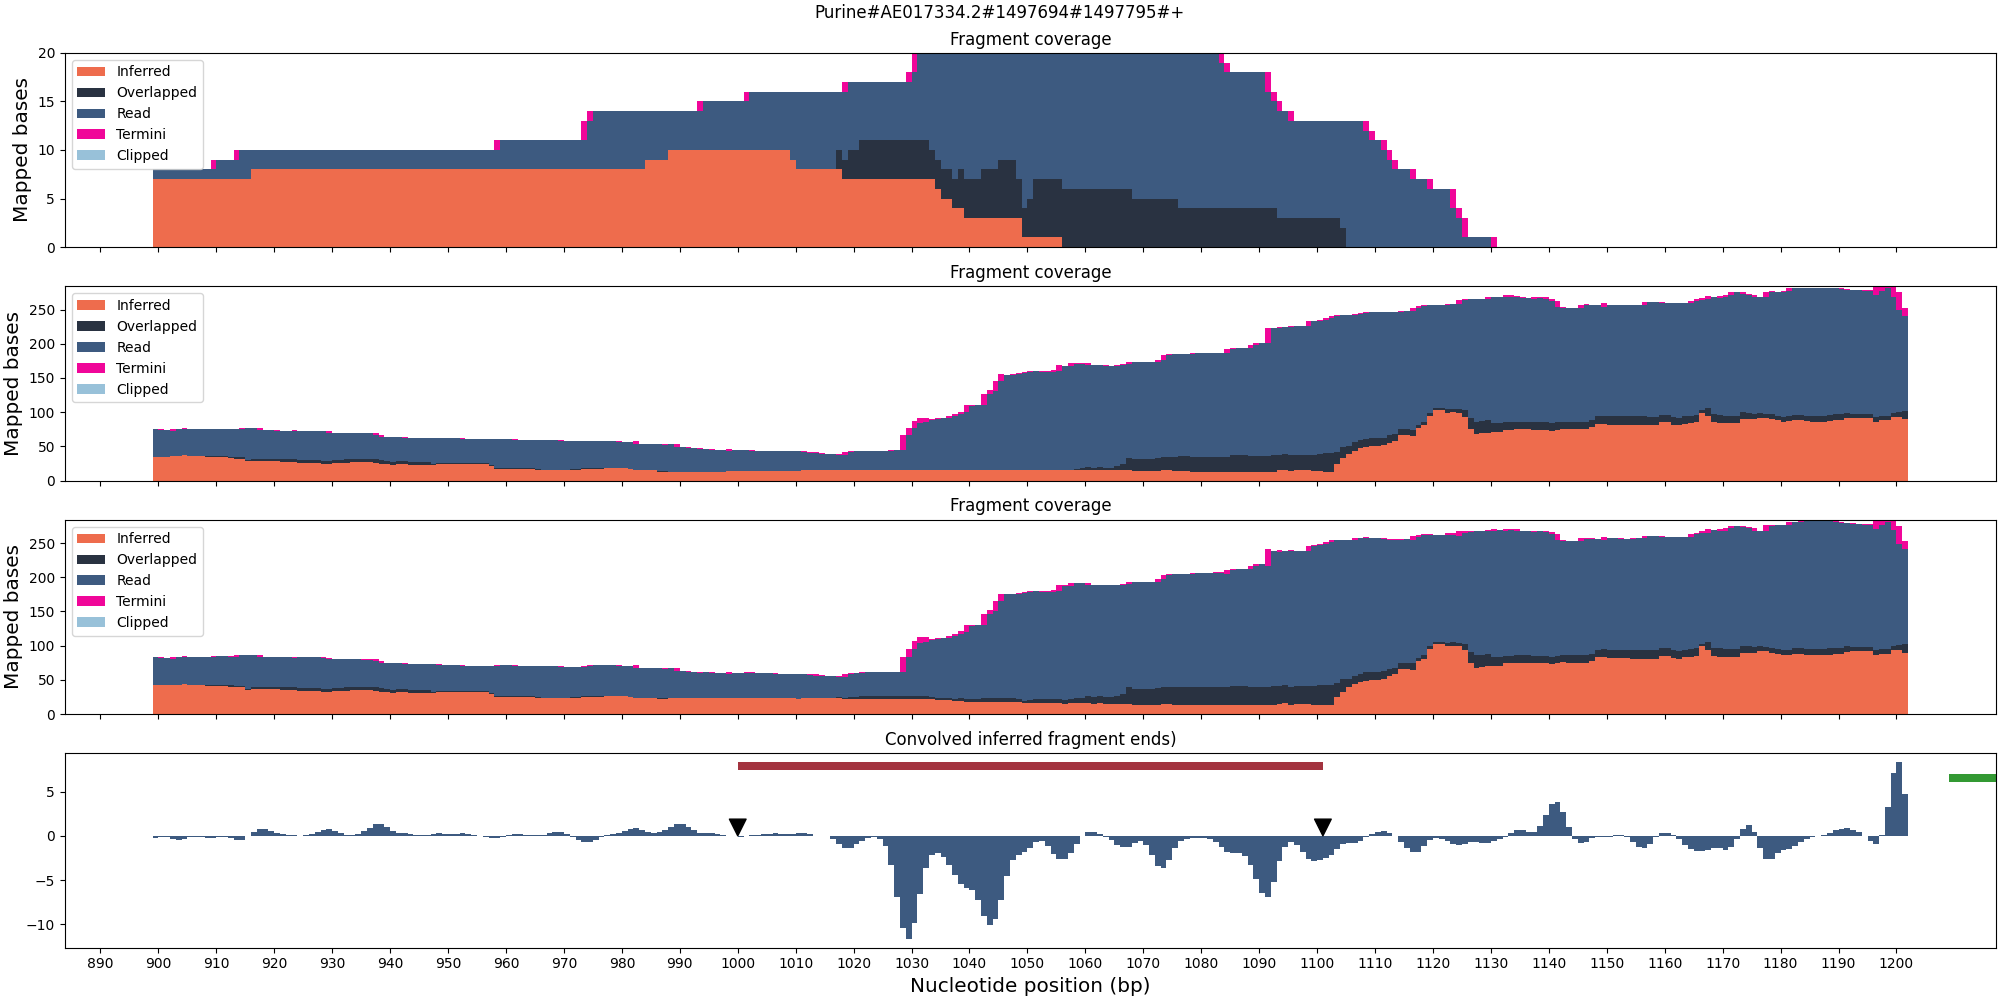 Purine#AE017334.2#1497694#1497795#+
Fragment coverage
20
15
10
5
0
Mapped bases
Inferred
Overlapped
Read
Termini
Clipped
Fragment coverage
250
200
150
100
50
0
Mapped bases
Inferred
Overlapped
Read
Termini
Clipped
Fragment coverage
250
200
150
100
50
0
Mapped bases
Inferred
Overlapped
Read
Termini
Clipped
Convolved inferred fragment ends)
5
0
−5
−10
890 900 910 920 930 940 950 960 970 980 990 1000 1010 1020 1030 1040 1050 1060 1070 1080 1090 1100 1110 1120 1130 1140 1150 1160 1170 1180 1190 1200
Nucleotide position (bp)